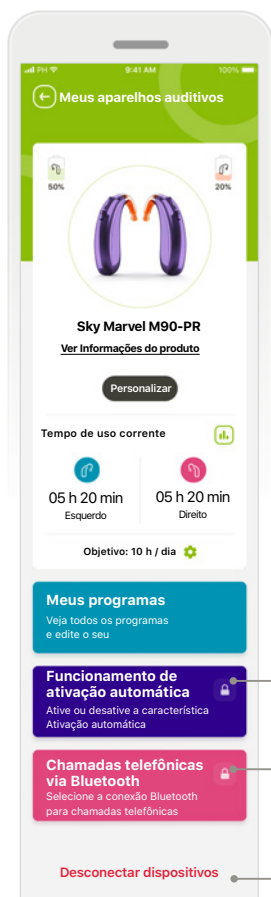 PH 9:41 AM 100%
Meus aparelhos auditivos
50% 20%
Sky Marvel M90-PR
Ver Informações do produto
Personalizar
Tempo de uso corrente
05 h 20 min 05 h 20 min
Esquerdo Direito
Objetivo: 10 h / dia
Meus programas
Veja todos os programas
e edite o seu
Funcionamento de
ativação automática
Ative ou desative a característica
Ativação automática
Chamadas telefônicas
via Bluetooth
Selecione a conexão Bluetooth
para chamadas telefônicas
Desconectar dispositivos